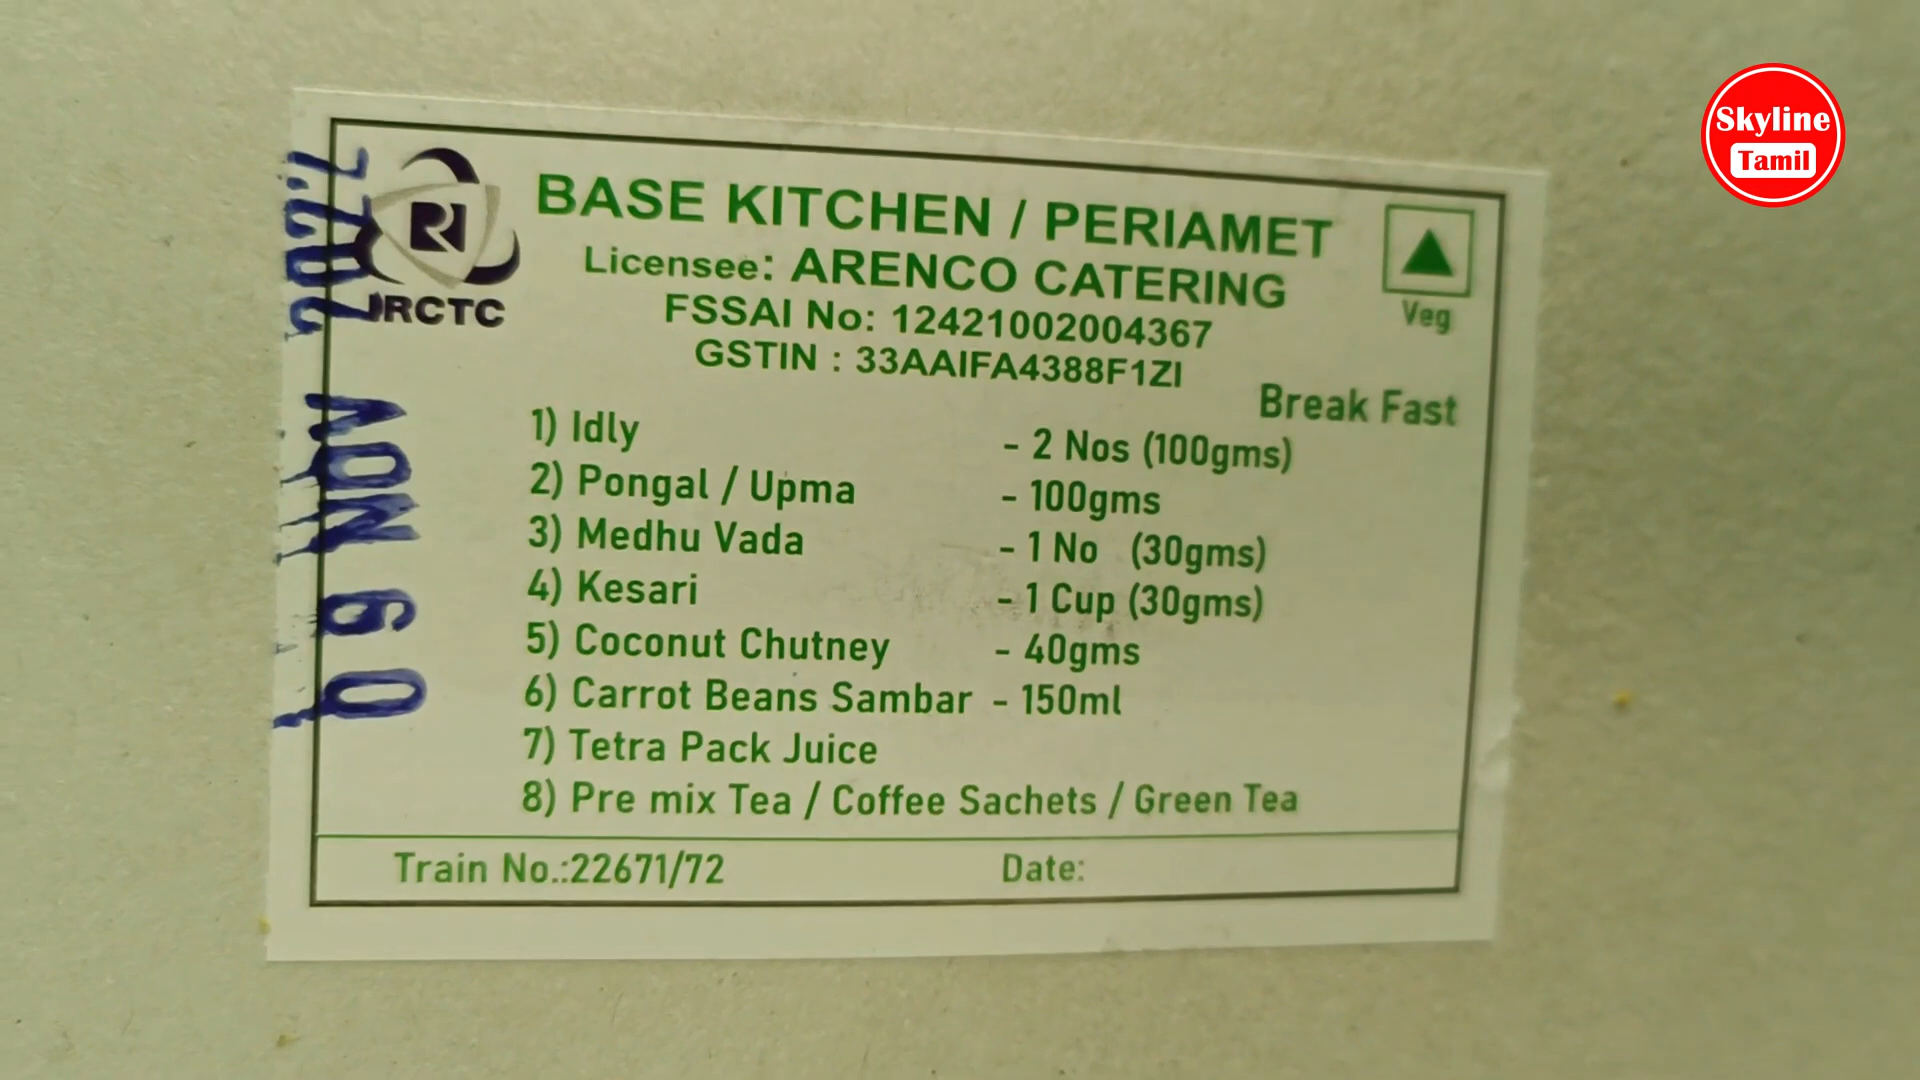 Skyline
Tamil
RI
IRCTC
BASE KITCHEN / PERIAMET
Licensee: ARENCO CATERING
FSSAI No: 12421002004367
GSTIN : 33AAIFA4388F1ZI
Veg
Break Fast
1) Idly - 2 Nos (100gms)
2) Pongal / Upma - 100gms
3) Medhu Vada - 1 No (30gms)
4) Kesari - 1 Cup (30gms)
5) Coconut Chutney - 40gms
6) Carrot Beans Sambar - 150ml
7) Tetra Pack Juice
8) Pre mix Tea / Coffee Sachets / Green Tea
Train No.:22671/72 Date:
NOV